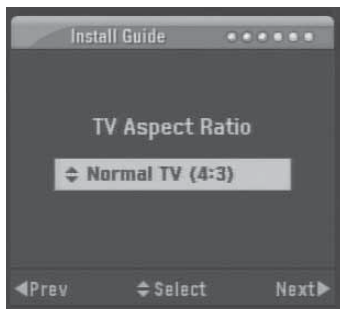 Install Guide
TV Aspect Ratio
Normal TV (4:3)
Prev Select Next